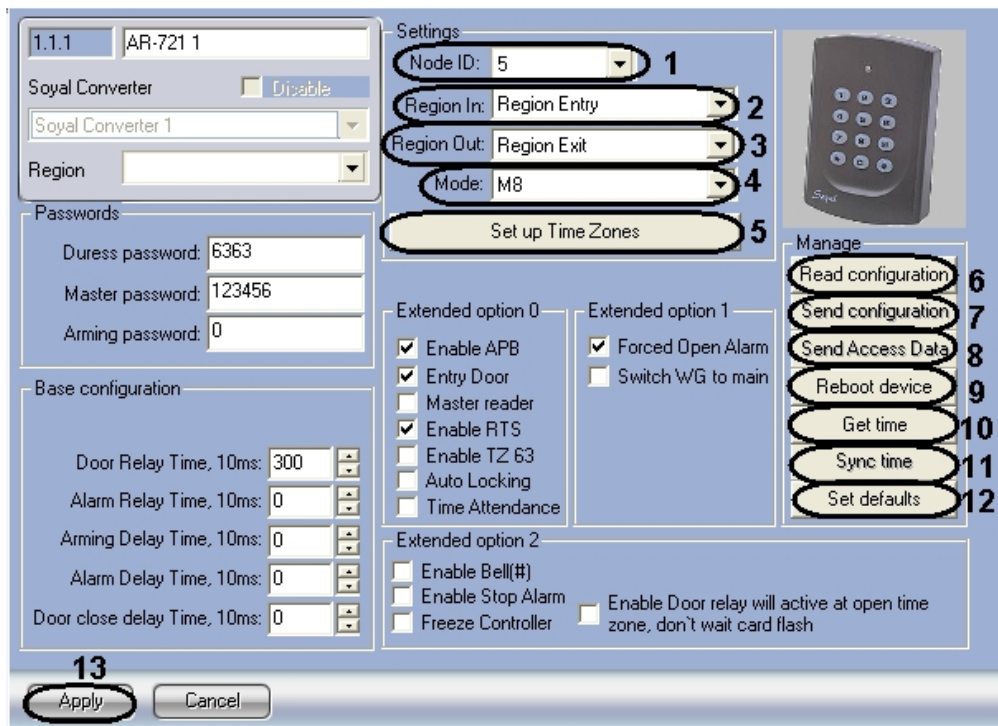 1.1.1
AR-721 1
Soyal Converter
Disable
Soyal Converter 1
Region
Passwords
Duress password: 6363
Master password: 123456
Arming password: 0
Base configuration
Door Relay Time, 10ms: 300
Alarm Relay Time, 10ms: 0
Arming Delay Time, 10ms: 0
Alarm Delay Time, 10ms: 0
Door close delay Time, 10ms: 0
Settings
Node ID: 5 1
Region In: Region Entry 2
Region Out: Region Exit 3
Mode: M8 4
Set up Time Zones 5
Extended option 0
Enable APB
Entry Door
Master reader
Enable RTS
Enable TZ 63
Auto Locking
Time Attendance
Extended option 1
Forced Open Alarm
Switch WG to main
Extended option 2
Enable Bell(#)
Enable Stop Alarm
Freeze Controller
Enable Door relay will active at open time
zone, don`t wait card flash
Soyal
Manage
Read configuration 6
Send configuration 7
Send Access Data 8
Reboot device 9
Get time 10
Sync time 11
Set defaults 12
13
Apply
Cancel